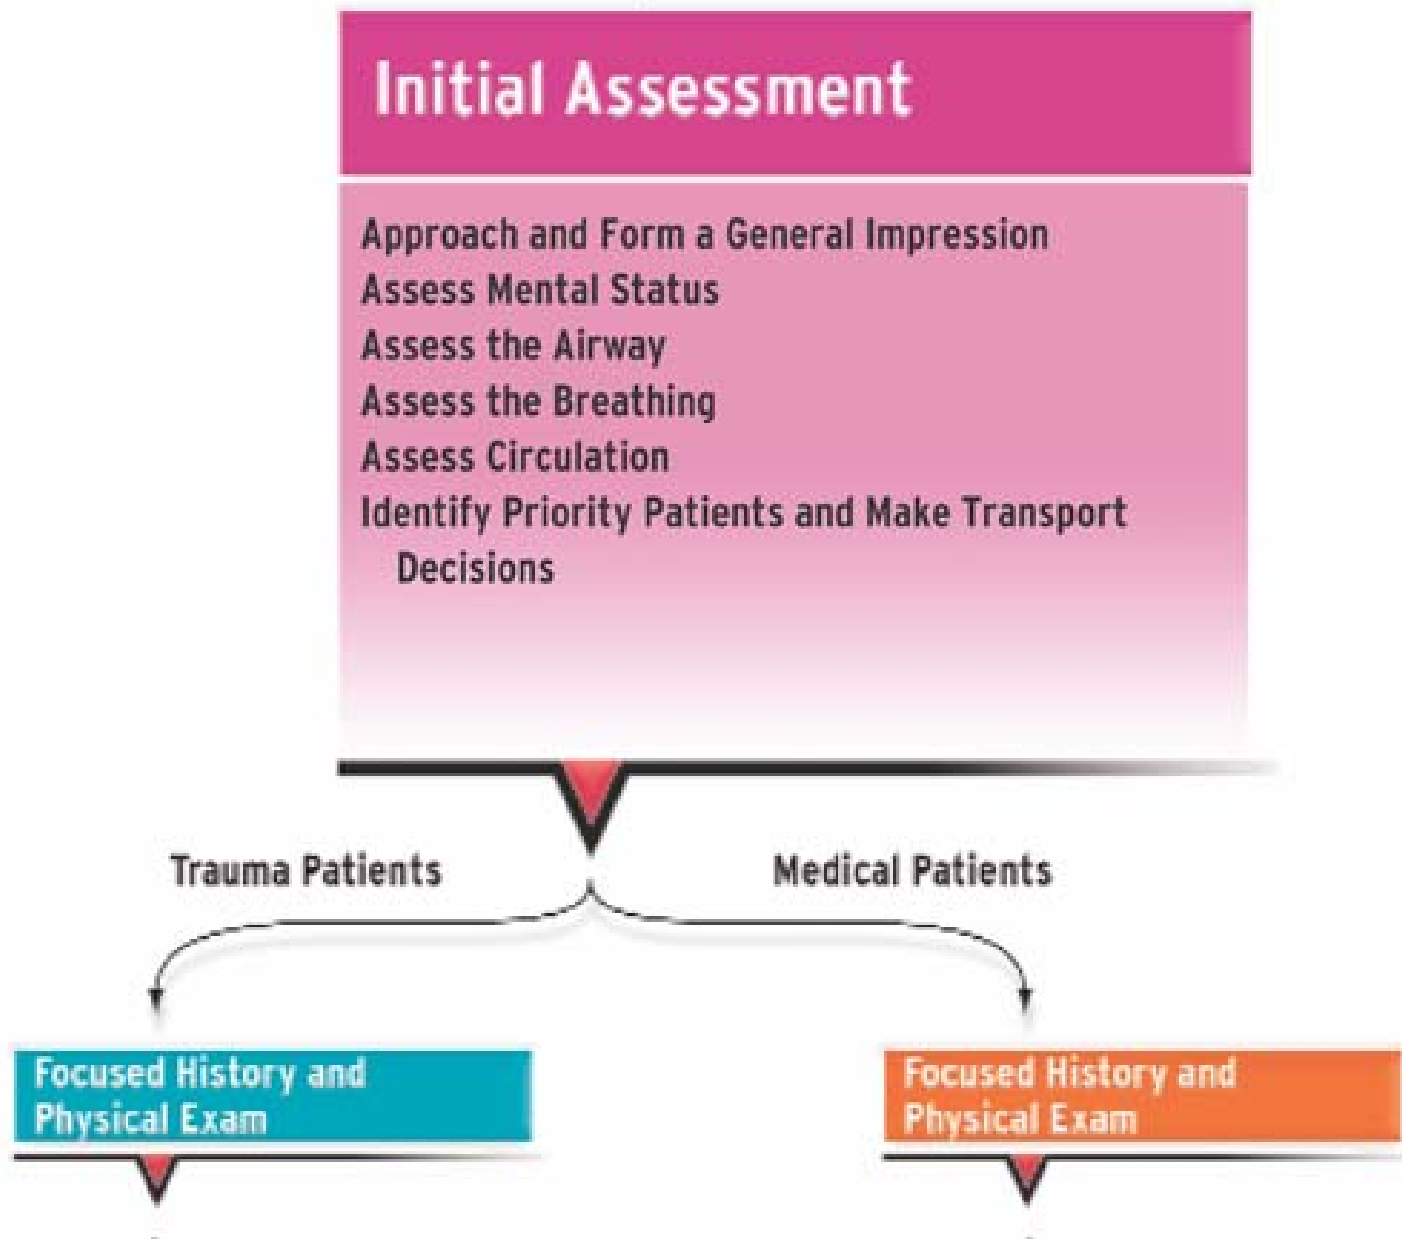 Initial Assessment
Approach and Form a General Impression
Assess Mental Status
Assess the Airway
Assess the Breathing
Assess Circulation
Identify Priority Patients and Make Transport
Decisions
Trauma Patients
Medical Patients
Focused History and
Physical Exam
Focused History and
Physical Exam